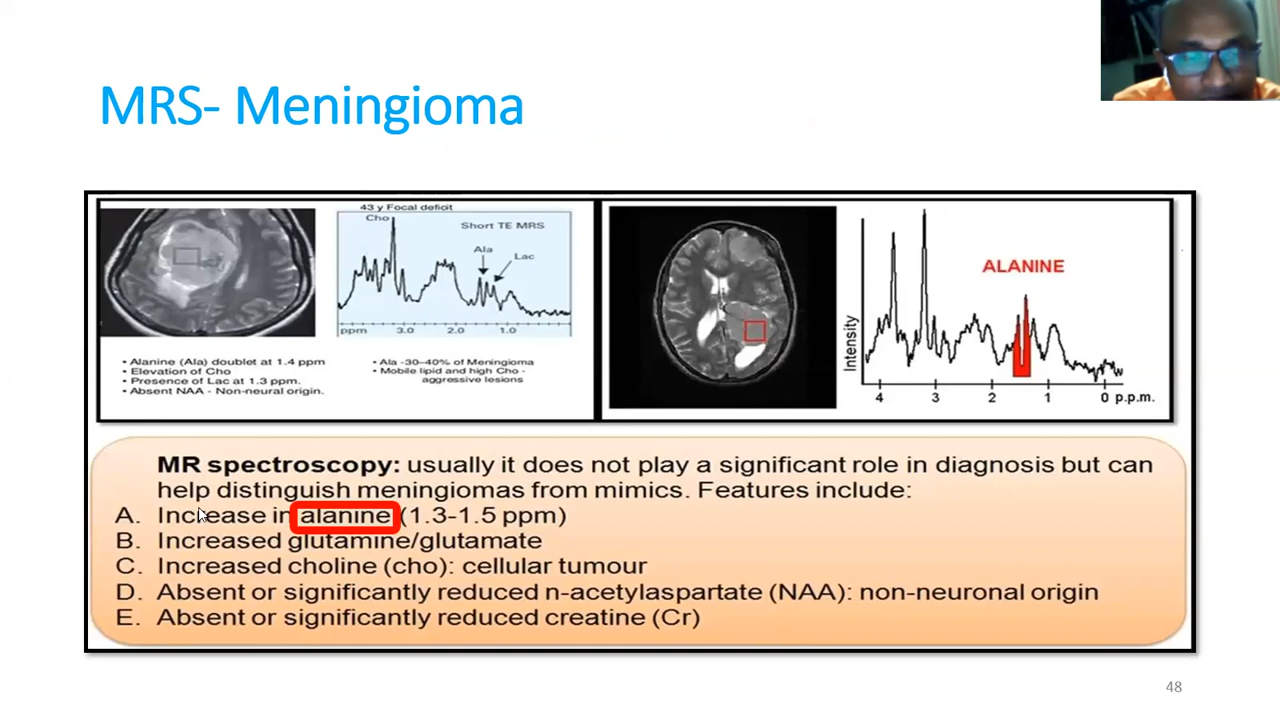 MRS- Meningioma
43 y Focal deficit
Cho
Short TE MRS
Ala
Lac
ppm 3.0 2.0 1.0
• Alanine (Ala) doublet at 1.4 ppm
• Elevation of Cho
• Presence of Lac at 1.3 ppm.
• Absent NAA - Non-neural origin.
• Ala -30–40% of Meningioma
• Mobile lipid and high Cho -
aggressive lesions
ALANINE
Intensity
4 3 2 1 0 p.p.m.
MR spectroscopy: usually it does not play a significant role in diagnosis but can
help distinguish meningiomas from mimics. Features include:
A. Increase in alanine (1.3-1.5 ppm)
B. Increased glutamine/glutamate
C. Increased choline (cho): cellular tumour
D. Absent or significantly reduced n-acetylaspartate (NAA): non-neuronal origin
E. Absent or significantly reduced creatine (Cr)
48